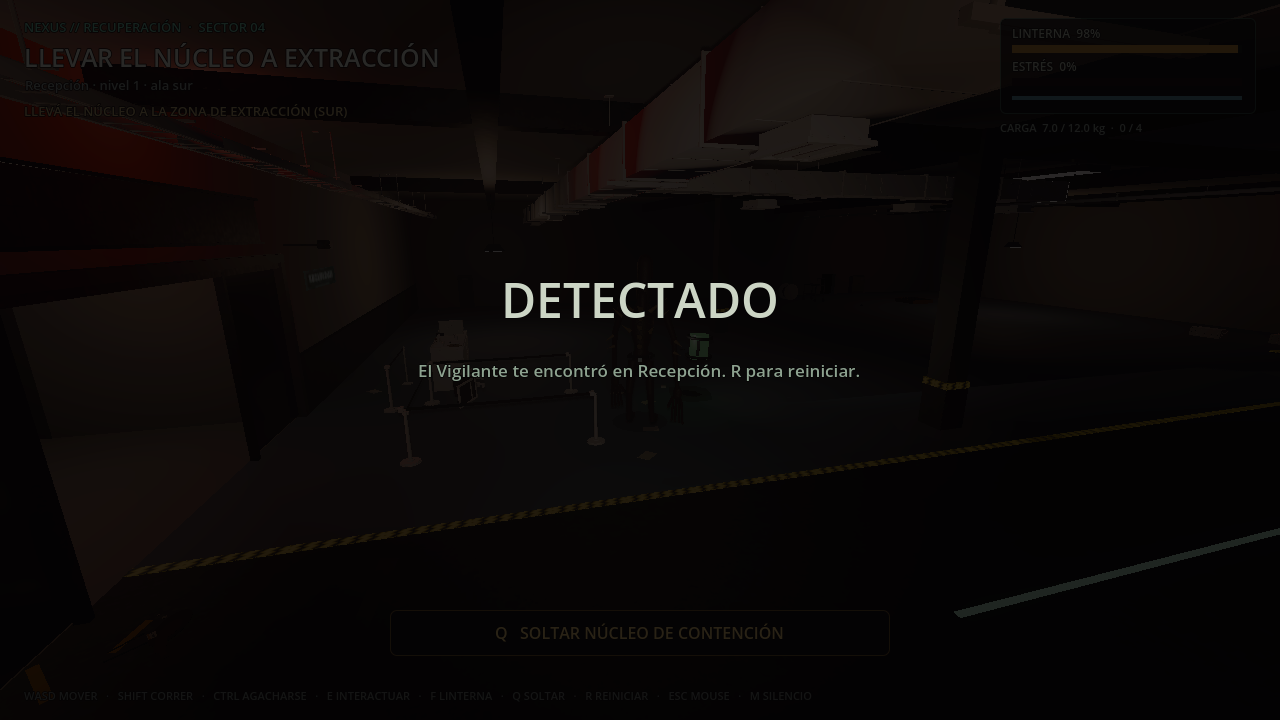 NEXUS // RECUPERACION SECTOR 04
LLEVAR EL NÚCLEO A EXTRACCIÓN
Recepción · nivel 1 · ala sur
LLEVA EL NÚCLEO A LA ZONA DE EXTRACCIÓN (SUR)
LINTERNA 98%
ESTRÉS 0%
CARGA 7.0 / 12.0 kg - 0 / 4
DETECTADO
El Vigilante te encontró en Recepción. R para reiniciar.
Q SOLTAR NÚCLEO DE CONTENCIÓN
WASD MOVER · SHIFT CORRER · CTRL AGACHARSE · E INTERACTUAR · F LINTERNA · Q SOLTAR · R REINICIAR · ESC MOUSE · M SILENCIO